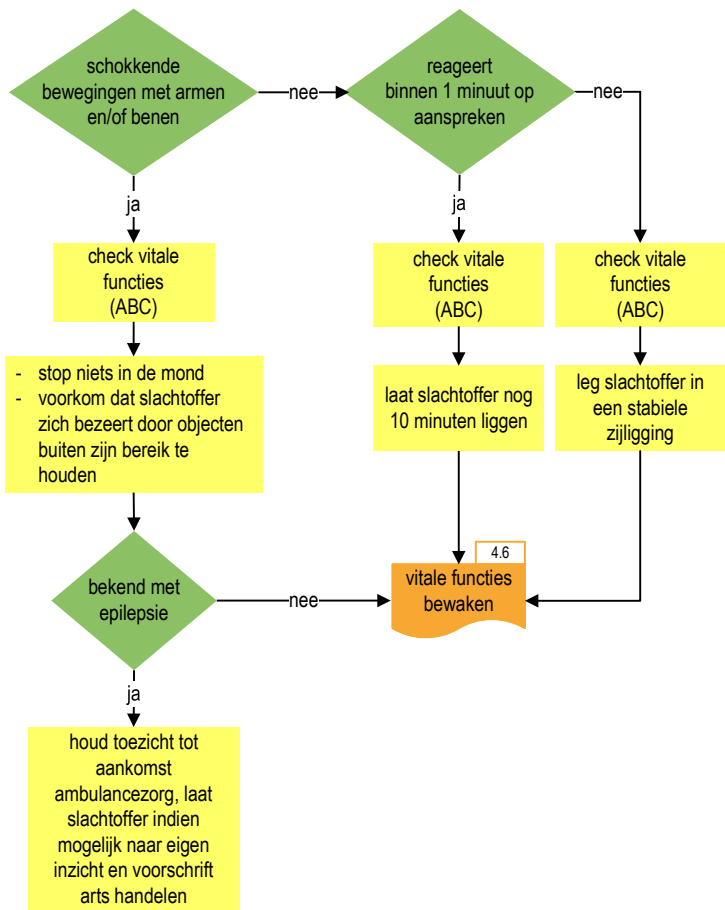 schokkende
bewegingen met armen
en/of benen
nee
reageert
binnen 1 minuut op
aanspreken
nee
ja
ja
check vitale
functies
(ABC)
check vitale
functies
(ABC)
check vitale
functies
(ABC)
- stop niets in de mond
- voorkom dat slachtoffer
zich bezeert door objecten
buiten zijn bereik te
houden
laat slachtoffer nog
10 minuten liggen
leg slachtoffer in
een stabiele
zijligging
bekend met
epilepsie
nee
4.6
vitale functies
bewaken
ja
houd toezicht tot
aankomst
ambulancezorg, laat
slachtoffer indien
mogelijk naar eigen
inzicht en voorschrift
arts handelen